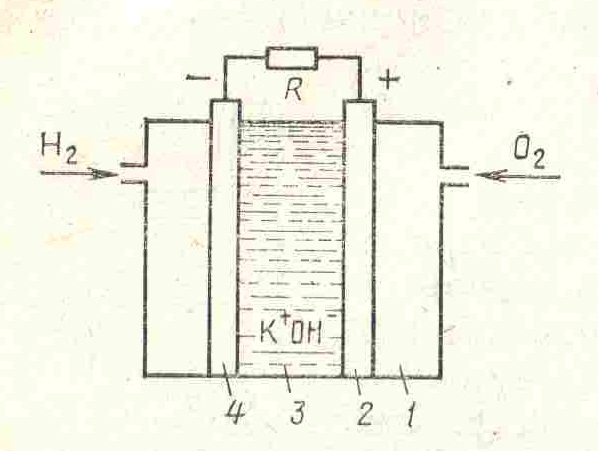 − +
R
H₂ O₂
K⁺OH⁻
4 3 2 1